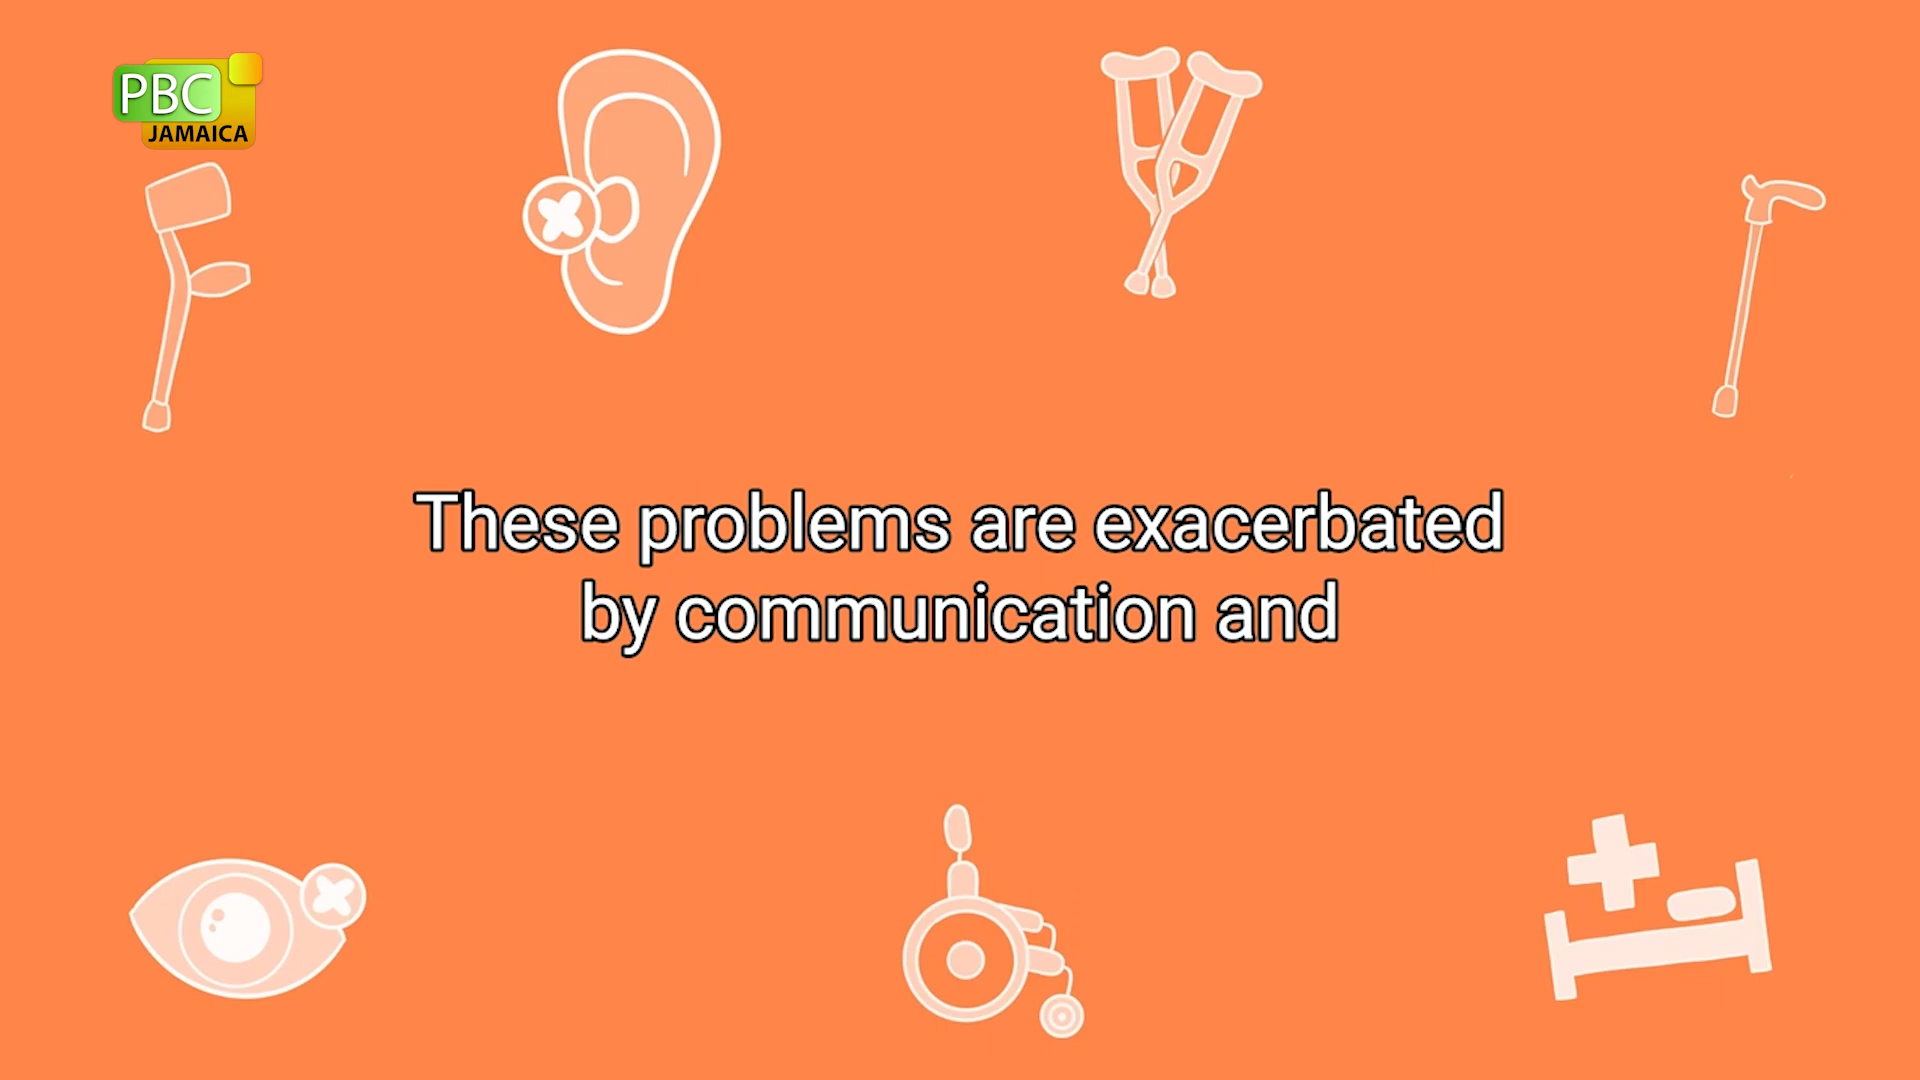 PBC
JAMAICA
These problems are exacerbated
by communication and